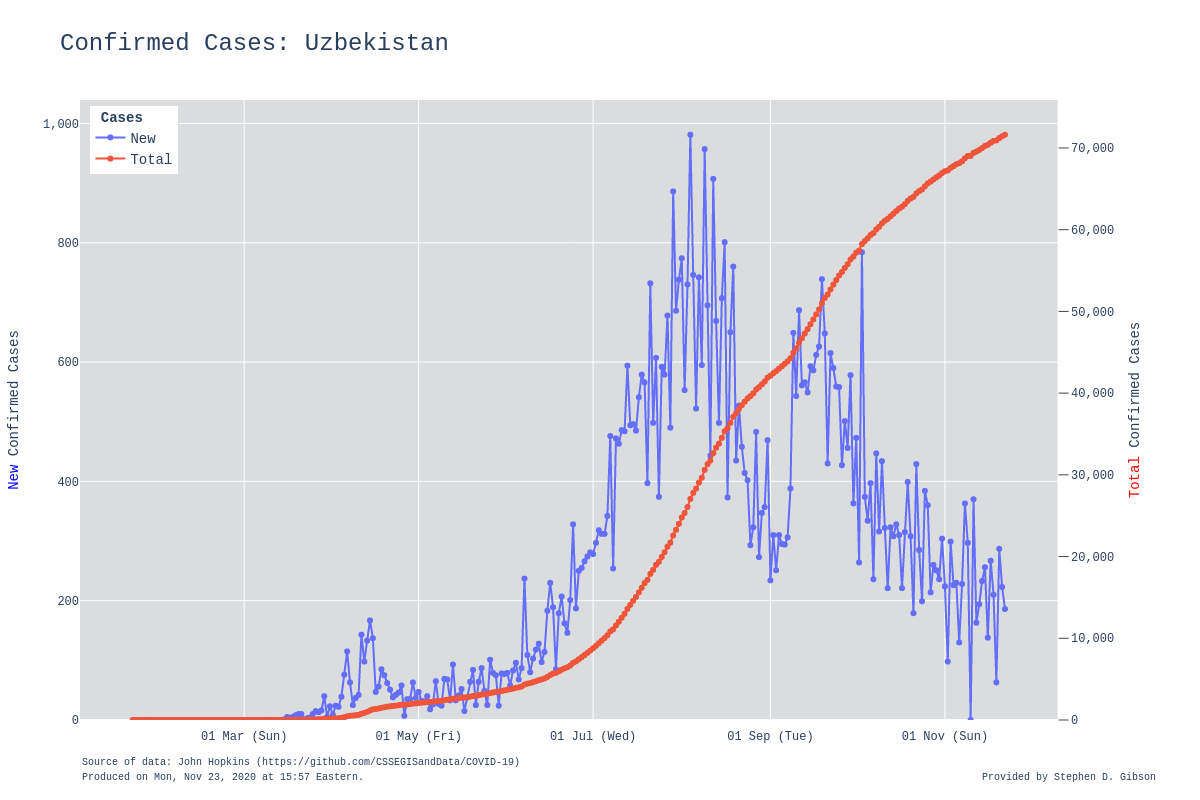 Confirmed Cases: Uzbekistan
Cases
New
Total
1,000
800
600
400
200
0
70,000
60,000
50,000
40,000
30,000
20,000
10,000
0
New Confirmed Cases
Total Confirmed Cases
01 Mar (Sun)
01 May (Fri)
01 Jul (Wed)
01 Sep (Tue)
01 Nov (Sun)
Source of data: John Hopkins (https://github.com/CSSEGISandData/COVID-19)
Produced on Mon, Nov 23, 2020 at 15:57 Eastern.
Provided by Stephen D. Gibson